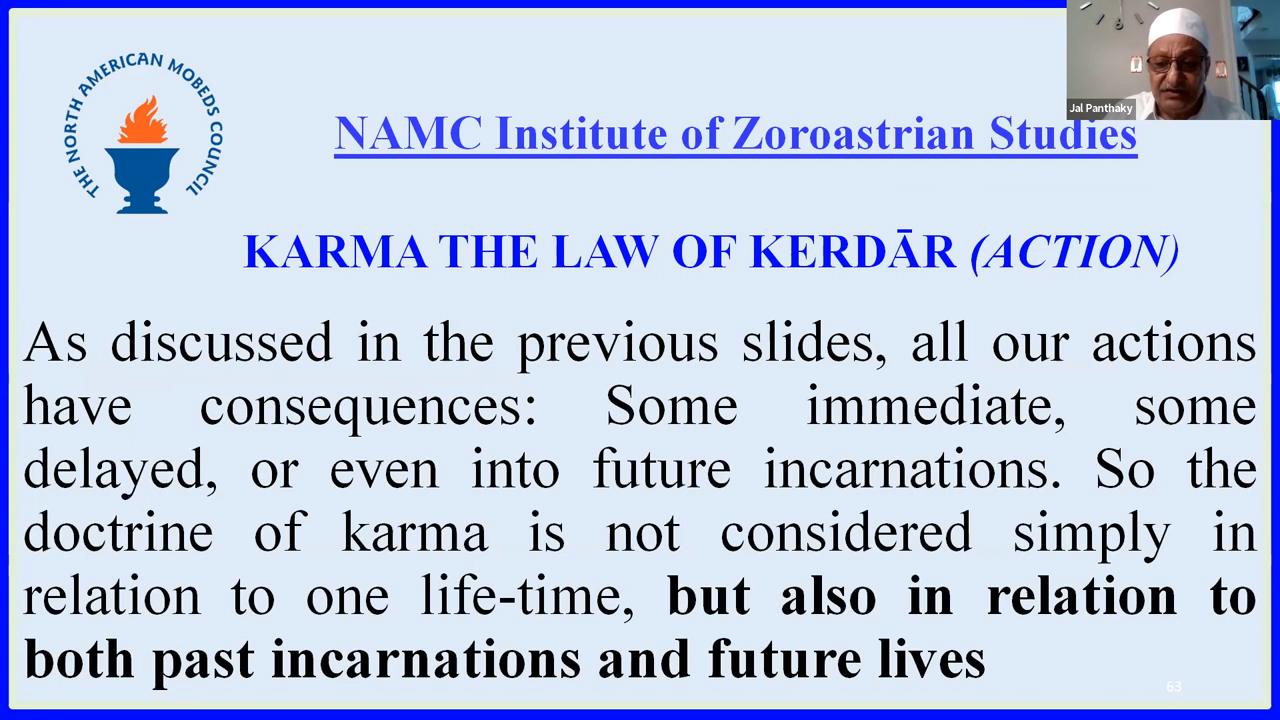 THE NORTH AMERICAN MOBEDS COUNCIL
Jal Panthaky
NAMC Institute of Zoroastrian Studies
KARMA THE LAW OF KERDĀR (ACTION)
As discussed in the previous slides, all our actions
have consequences: Some immediate, some
delayed, or even into future incarnations. So the
doctrine of karma is not considered simply in
relation to one life-time, but also in relation to
both past incarnations and future lives
63